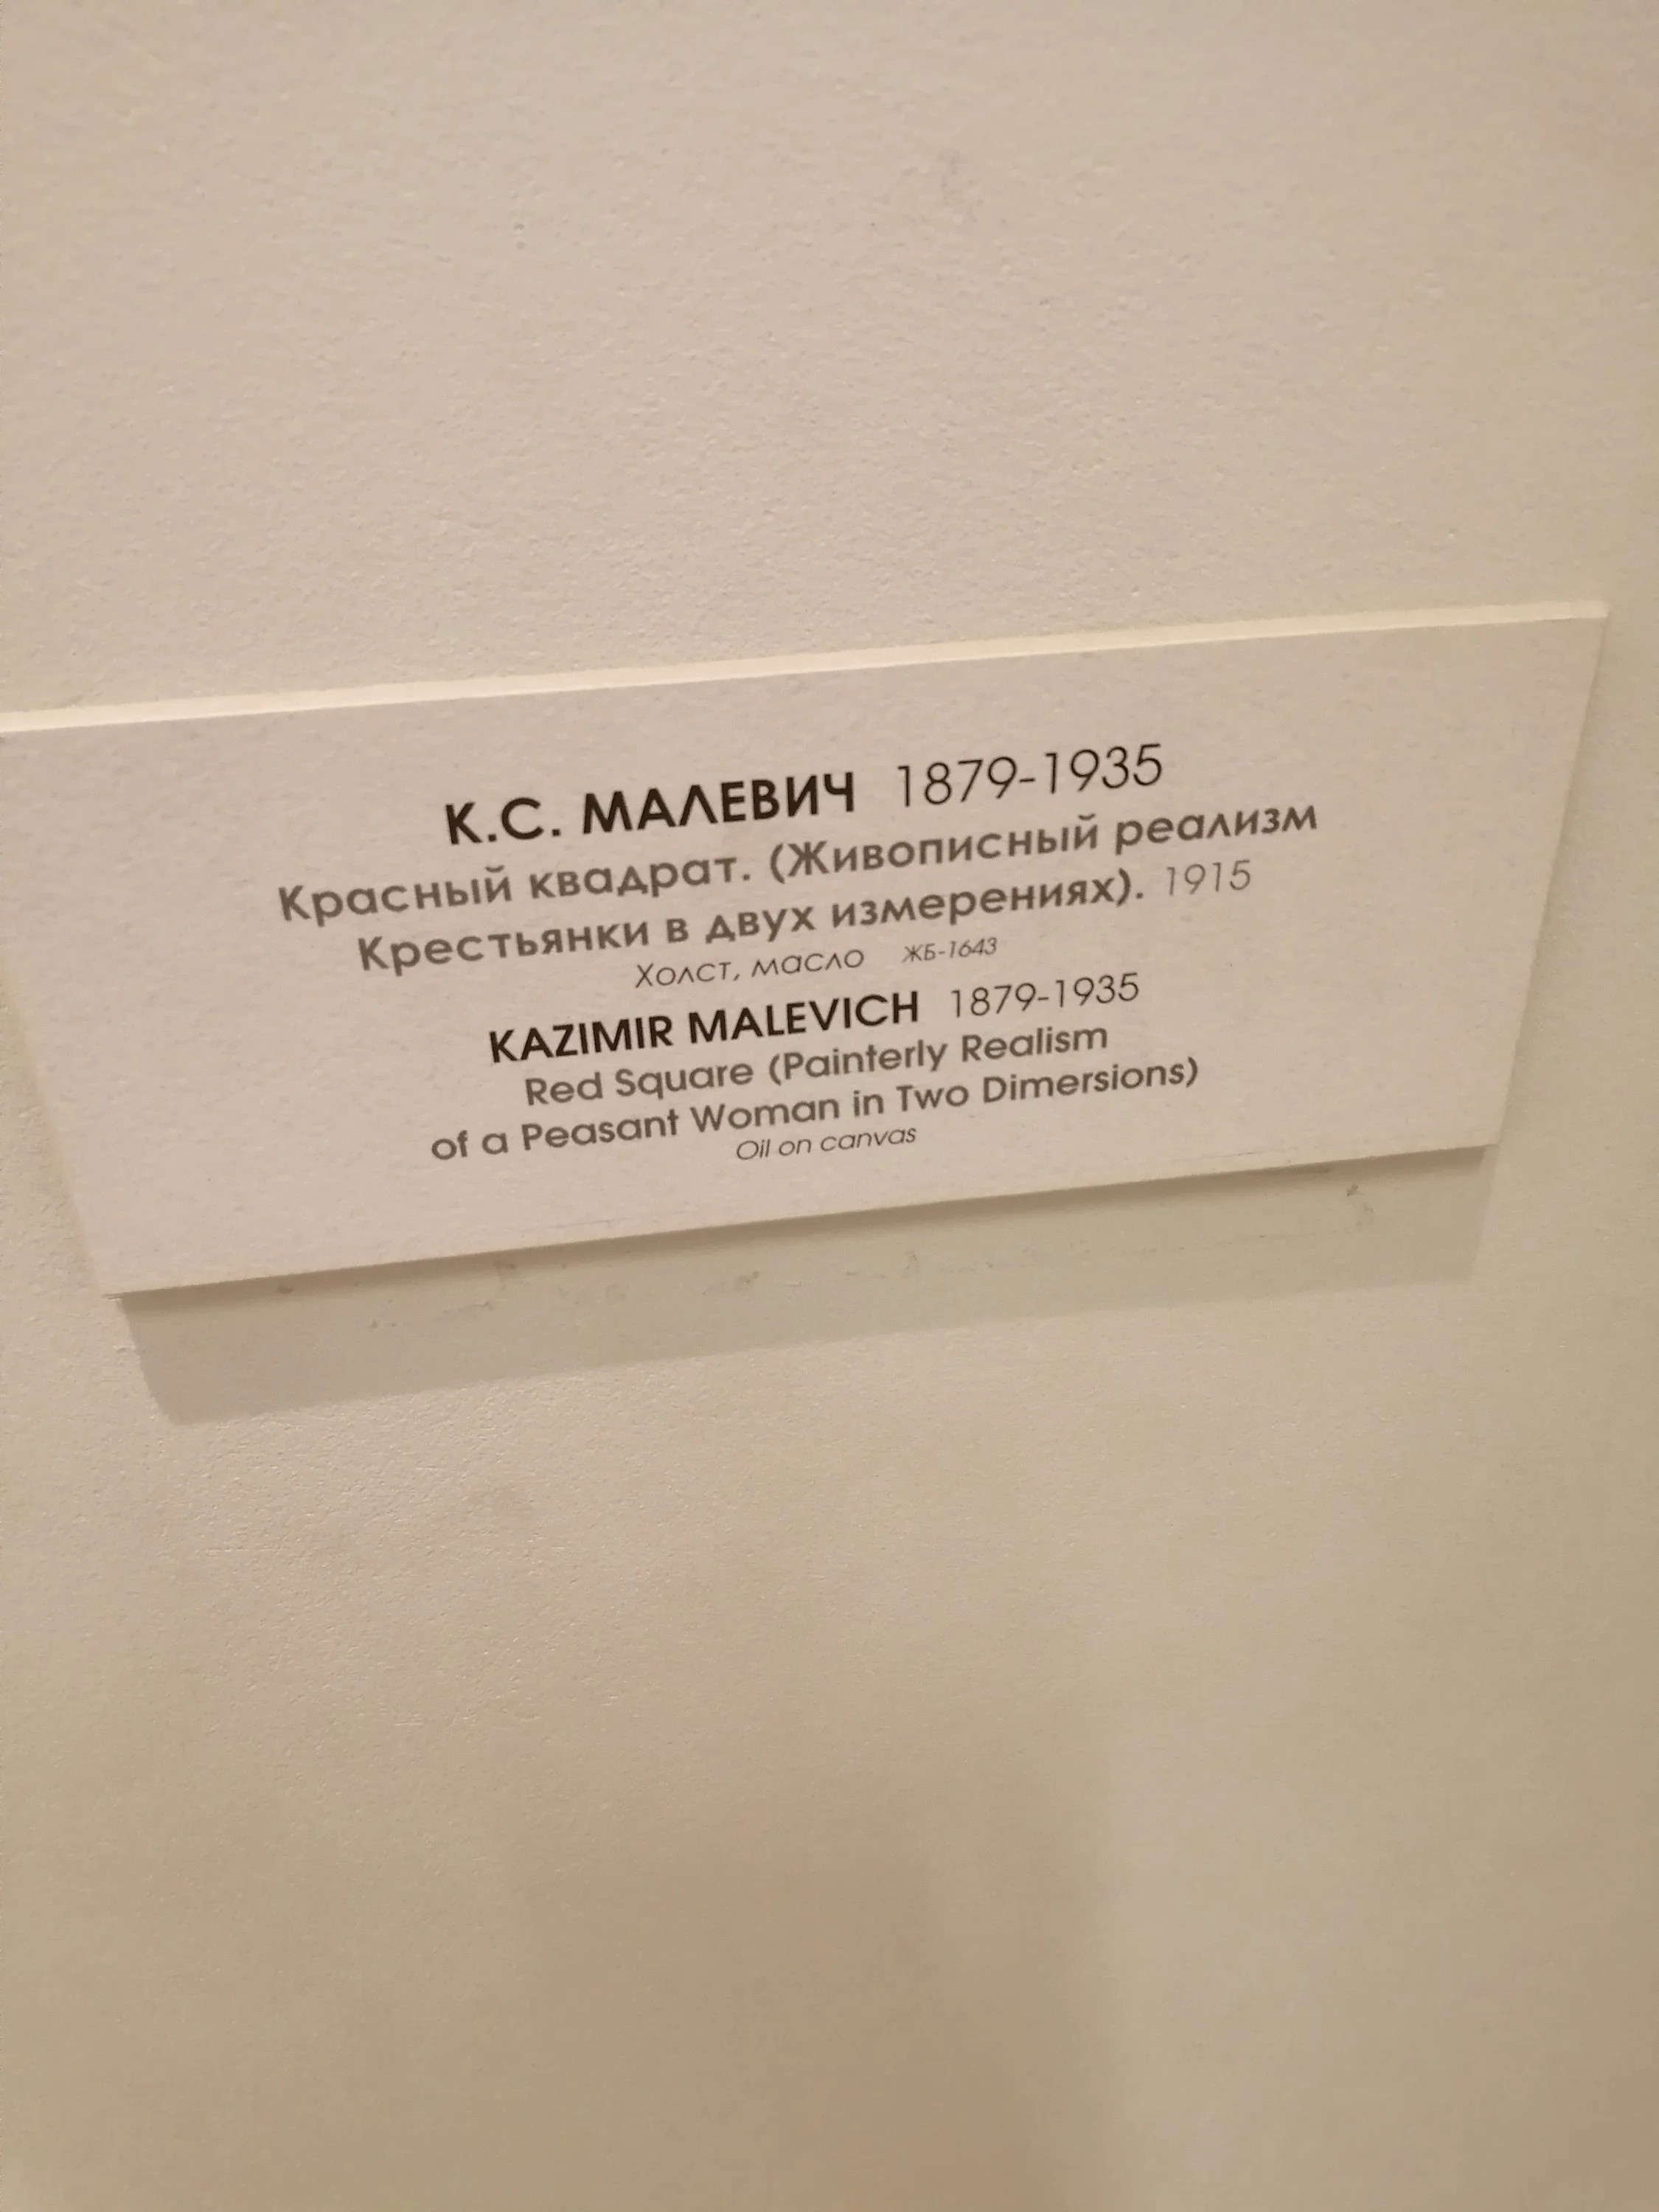 К.С. МАЛЕВИЧ 1879-1935
Красный квадрат. (Живописный реализм
Крестьянки в двух измерениях). 1915
Холст, масло ЖБ-1643
KAZIMIR MALEVICH 1879-1935
Red Square (Painterly Realism
of a Peasant Woman in Two Dimersions)
Oil on canvas